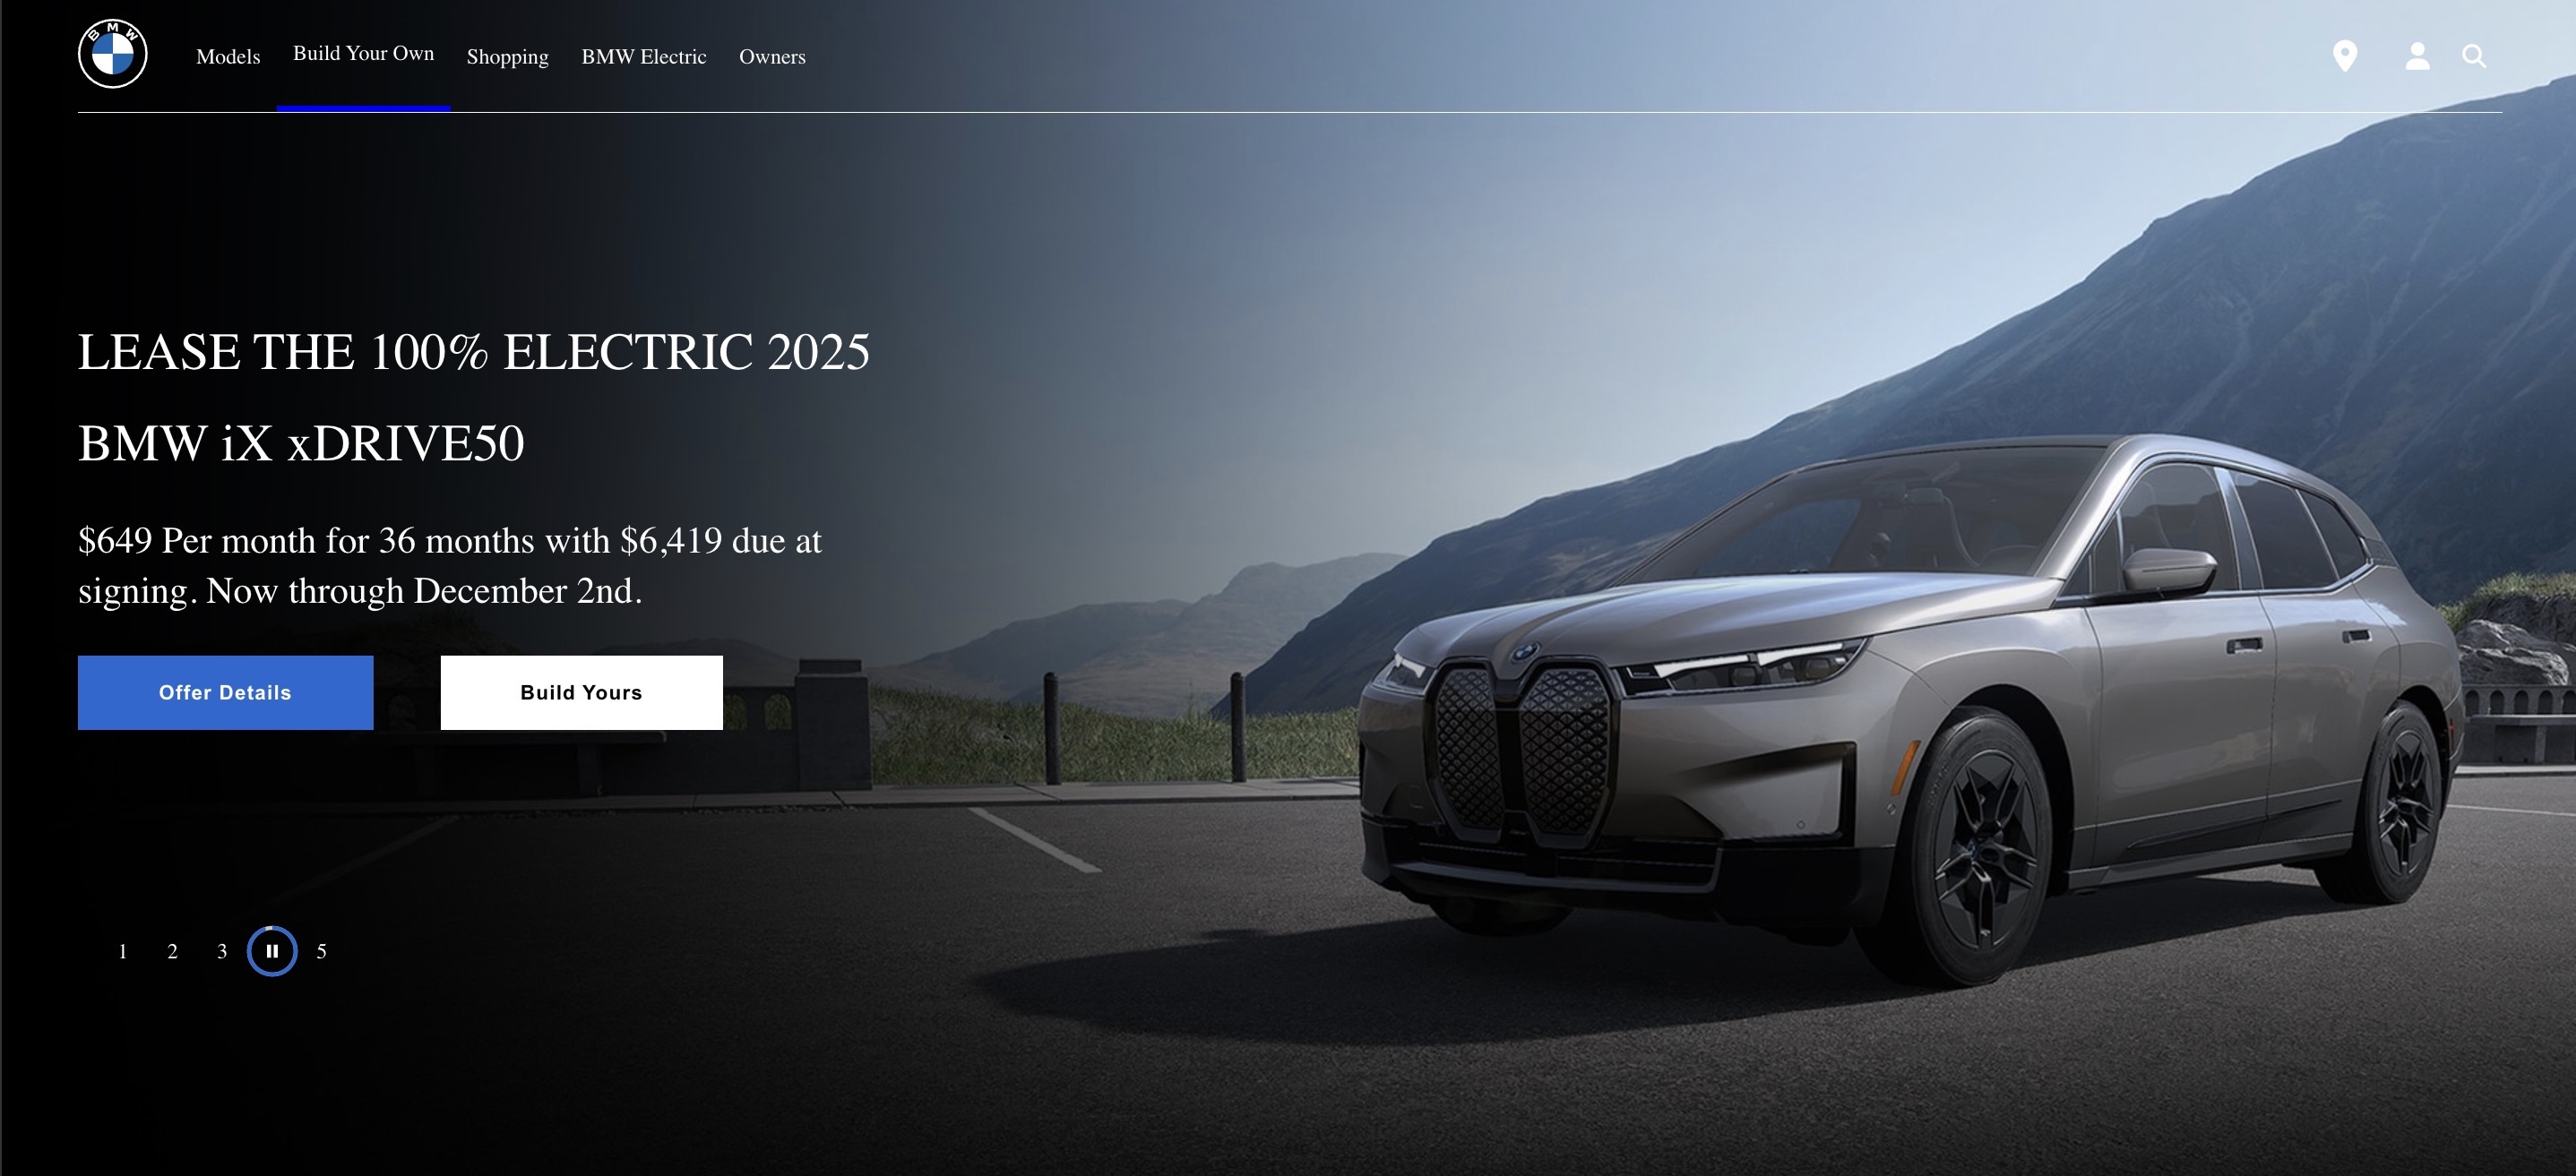 BMW
Models
Build Your Own
Shopping
BMW Electric
Owners
LEASE THE 100% ELECTRIC 2025
BMW iX xDRIVE50
$649 Per month for 36 months with $6,419 due at
signing. Now through December 2nd.
Offer Details
Build Yours
1 2 3 5